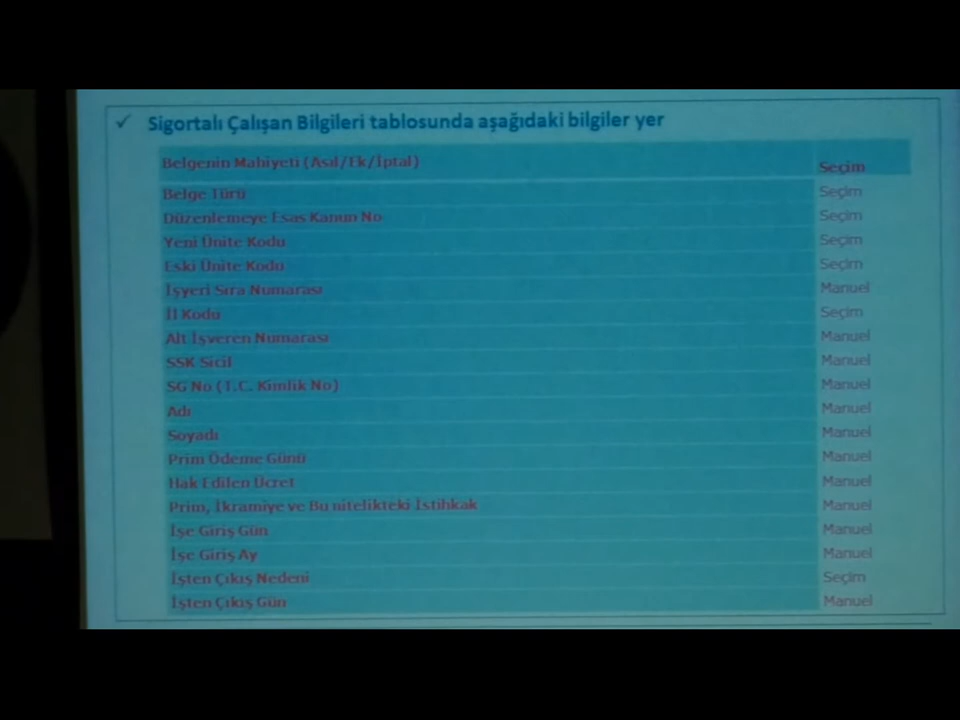 ✓ Sigortalı Çalışan Bilgileri tablosunda aşağıdaki bilgiler yer
Belgenin Mahiyeti (Asıl/Ek/İptal) Seçim
Belge Türü Seçim
Düzenlemeye Esas Kanun No Seçim
Yeni Ünite Kodu Seçim
Eski Ünite Kodu Seçim
İşyeri Sıra Numarası Manuel
İl Kodu Seçim
Alt İşveren Numarası Manuel
SSK Sicil Manuel
SG No (T.C. Kimlik No) Manuel
Adı Manuel
Soyadı Manuel
Prim Ödeme Günü Manuel
Hak Edilen Ücret Manuel
Prim, İkramiye ve Bu nitelikteki İstihkak Manuel
İşe Giriş Gün Manuel
İşe Giriş Ay Manuel
İşten Çıkış Nedeni Seçim
İşten Çıkış Gün Manuel